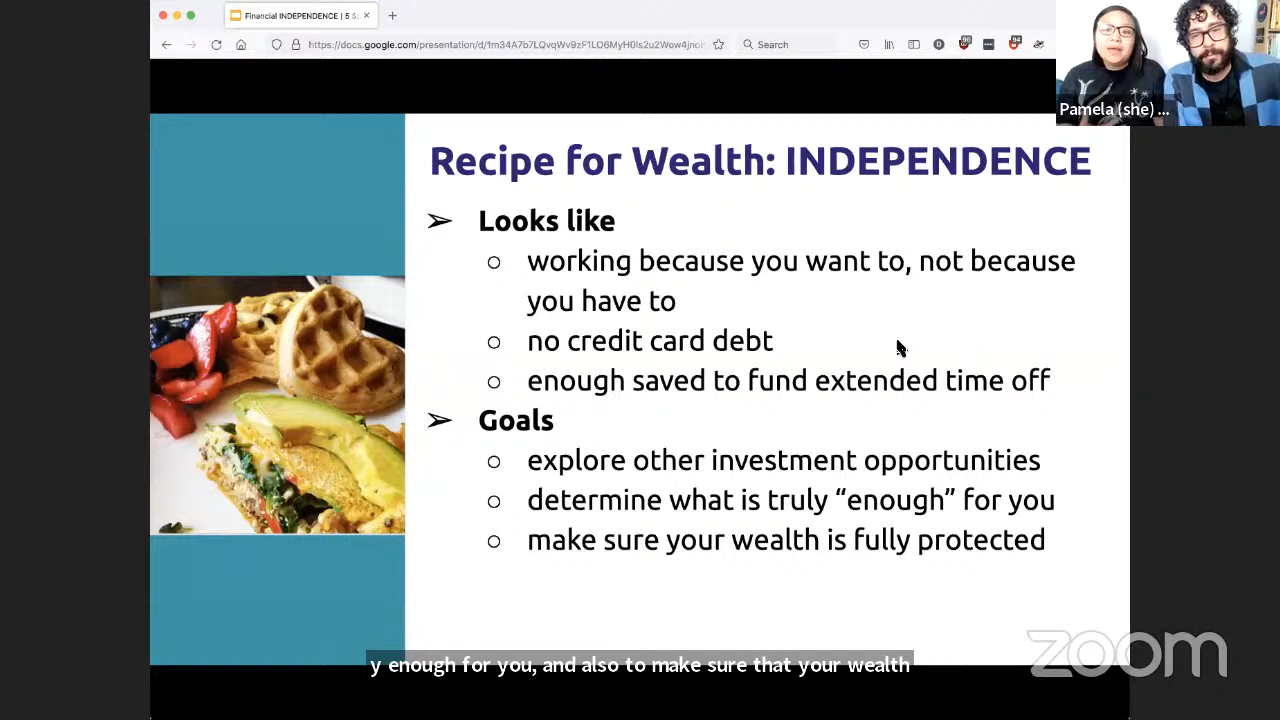 Financial INDEPENDENCE | 5 S
https://docs.google.com/presentation/d/1m34A7b7LQvqWv9zF1LO6MyH0ls2u2Wow4jnoh
Search
96
94
Pamela (she) ...
Recipe for Wealth: INDEPENDENCE
➢ Looks like
○ working because you want to, not because
you have to
○ no credit card debt
○ enough saved to fund extended time off
➢ Goals
○ explore other investment opportunities
○ determine what is truly “enough” for you
○ make sure your wealth is fully protected
y enough for you, and also to make sure that your wealth
zoom